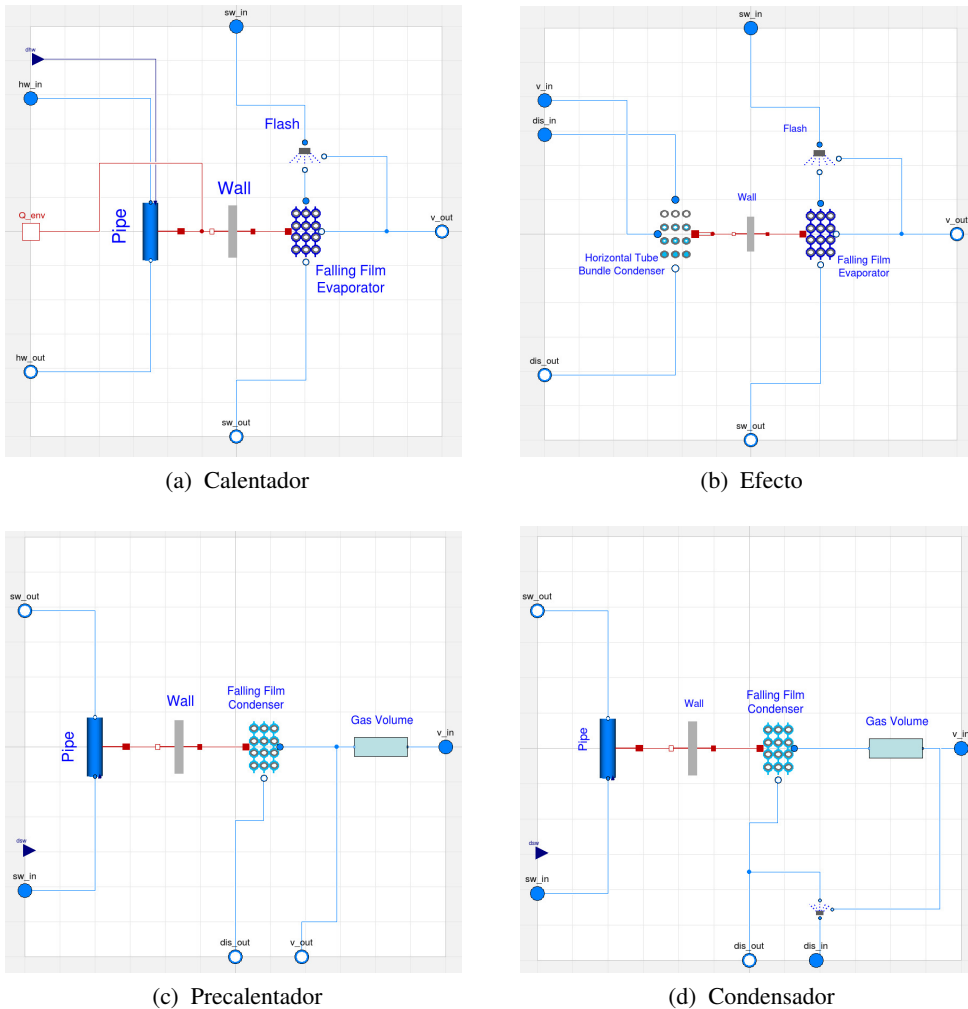 sw_in
dtw
hw_in
Flash
Wall
Q_env
Pipe
v_out
Falling Film
Evaporator
hw_out
sw_out
(a) Calentador
sw_in
v_in
dis_in
Flash
Wall
v_out
Horizontal Tube
Bundle Condenser
Falling Film
Evaporator
dis_out
sw_out
(b) Efecto
sw_out
Falling Film
Condenser
Wall
Gas Volume
Pipe
v_in
dsw
sw_in
dis_out
v_out
(c) Precalentador
sw_out
Falling Film
Condenser
Wall
Gas Volume
Pipe
v_in
dsw
sw_in
dis_out
dis_in
(d) Condensador